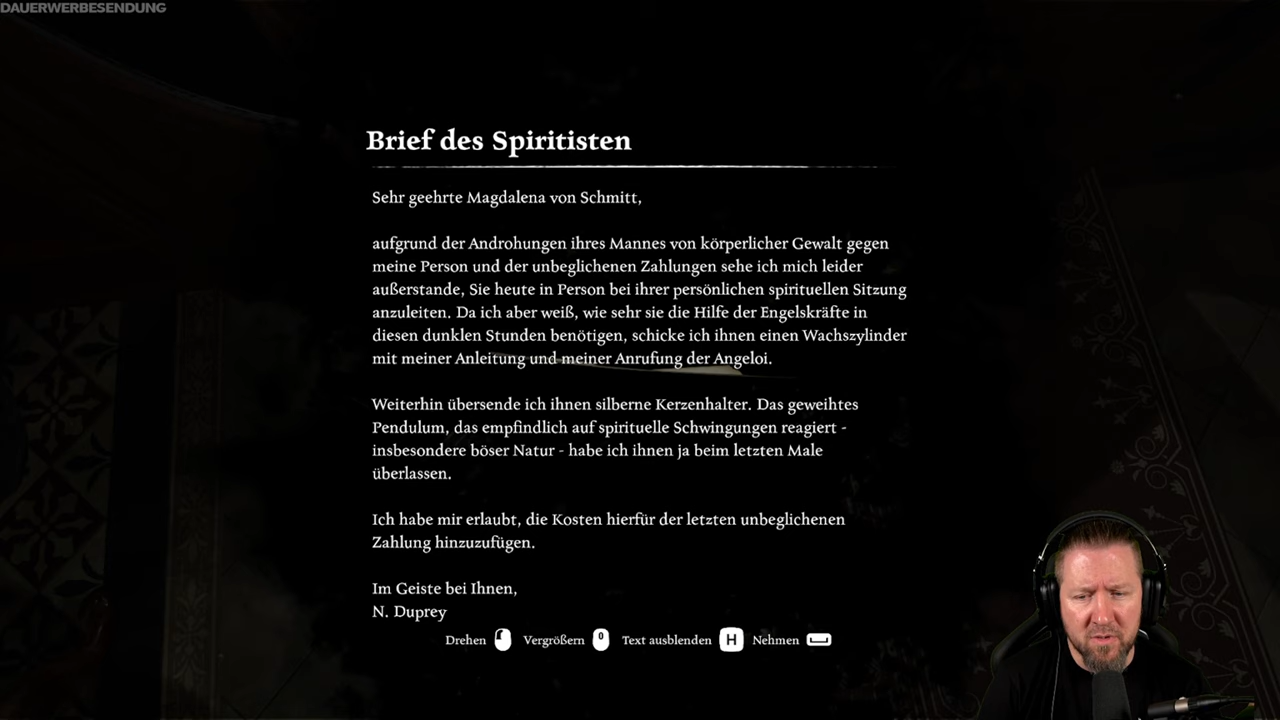 DAUERWERBESENDUNG
Brief des Spiritisten
Sehr geehrte Magdalena von Schmitt,
aufgrund der Androhungen ihres Mannes von körperlicher Gewalt gegen
meine Person und der unbeglichenen Zahlungen sehe ich mich leider
außerstande, Sie heute in Person bei ihrer persönlichen spirituellen Sitzung
anzuleiten. Da ich aber weiß, wie sehr sie die Hilfe der Engelskräfte in
diesen dunklen Stunden benötigen, schicke ich ihnen einen Wachszylinder
mit meiner Anleitung und meiner Anrufung der Angeloi.
Weiterhin übersende ich ihnen silberne Kerzenhalter. Das geweihtes
Pendulum, das empfindlich auf spirituelle Schwingungen reagiert -
insbesondere böser Natur - habe ich ihnen ja beim letzten Male
überlassen.
Ich habe mir erlaubt, die Kosten hierfür der letzten unbeglichenen
Zahlung hinzuzufügen.
Im Geiste bei Ihnen,
N. Duprey
Drehen Vergrößern Text ausblenden H Nehmen